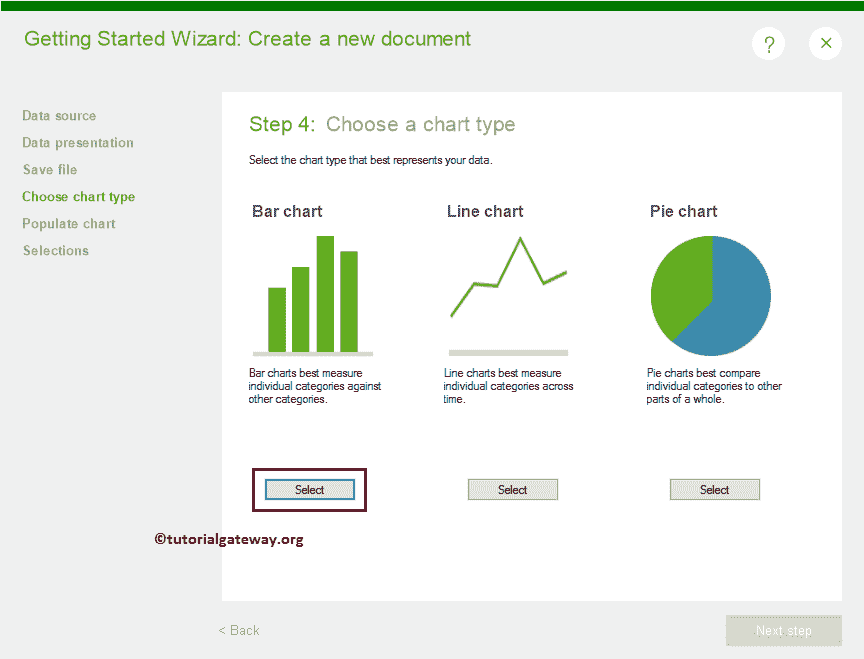 Getting Started Wizard: Create a new document
?
×
Data source
Data presentation
Save file
Choose chart type
Populate chart
Selections
Step 4: Choose a chart type
Select the chart type that best represents your data.
Bar chart
Line chart
Pie chart
Bar charts best measure
individual categories against
other categories.
Line charts best measure
individual categories across
time.
Pie charts best compare
individual categories to other
parts of a whole.
Select
Select
Select
©tutorialgateway.org
< Back
Next step